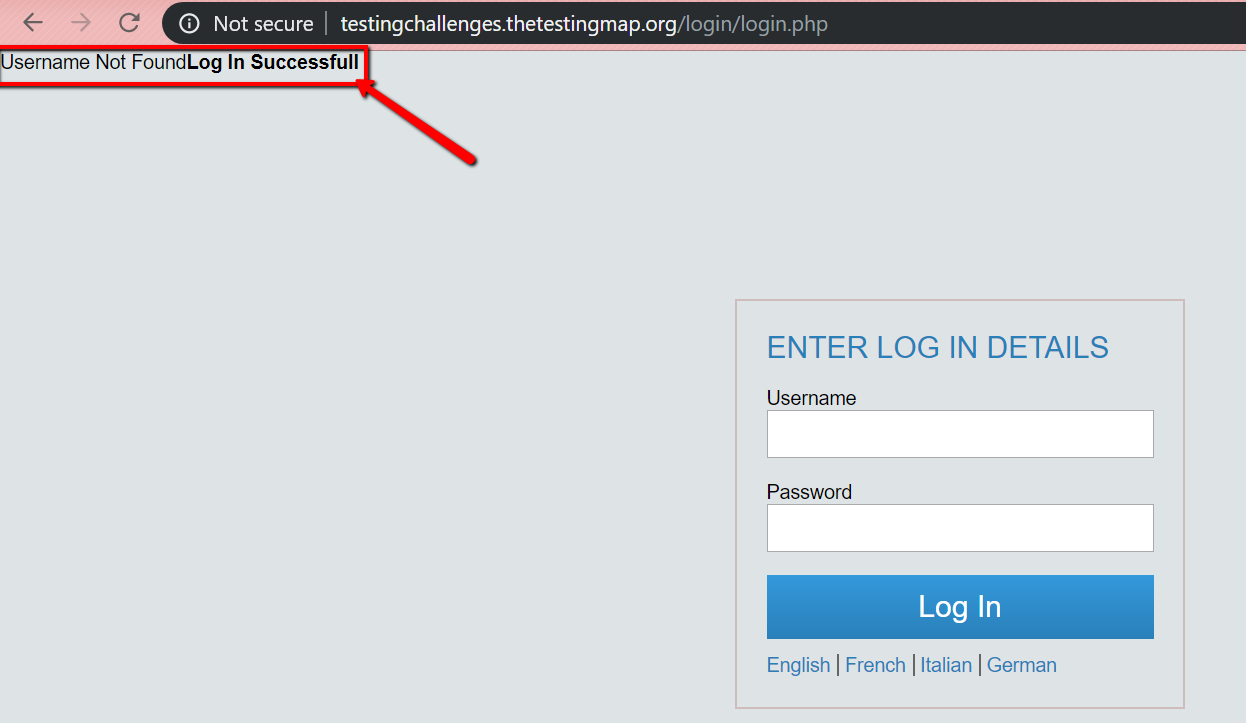 Not secure | testingchallenges.thetestingmap.org/login/login.php
Username Not FoundLog In Successfull
ENTER LOG IN DETAILS
Username
Password
Log In
English | French | Italian | German